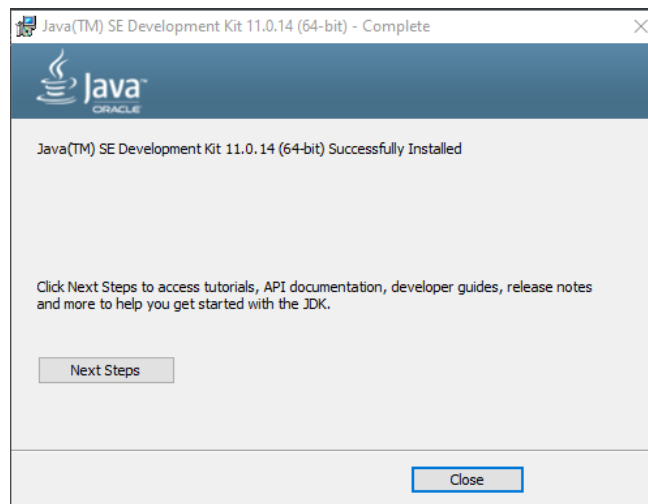 Java(TM) SE Development Kit 11.0.14 (64-bit) - Complete
Java™
ORACLE
Java(TM) SE Development Kit 11.0.14 (64-bit) Successfully Installed
Click Next Steps to access tutorials, API documentation, developer guides, release notes
and more to help you get started with the JDK.
Next Steps
Close